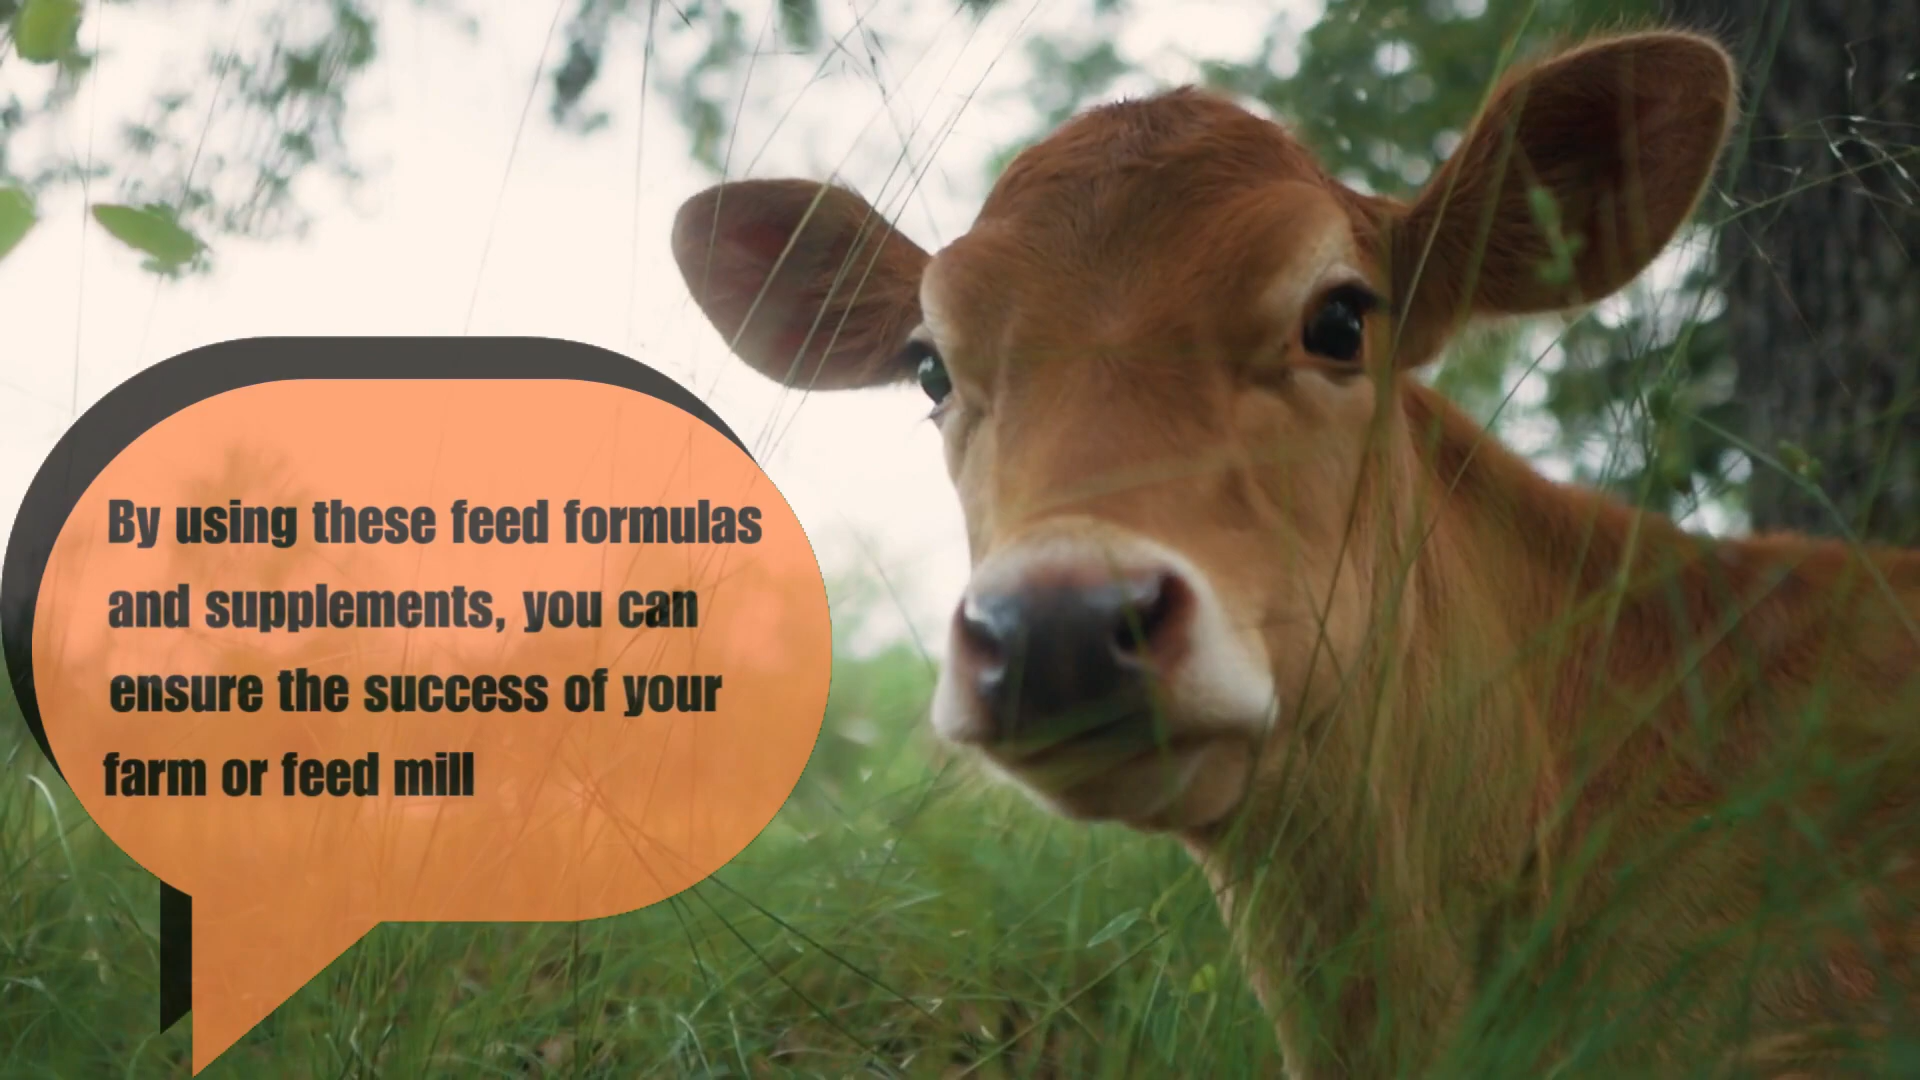 By using these feed formulas
and supplements, you can
ensure the success of your
farm or feed mill